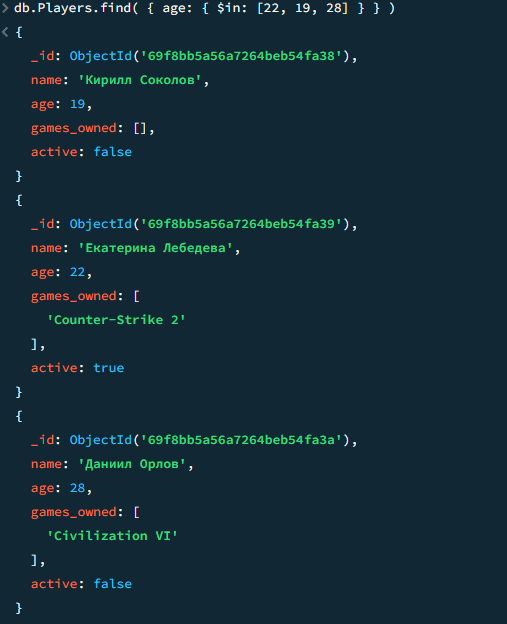 > db.Players.find( { age: { $in: [22, 19, 28] } } )
< {
_id: ObjectId('69f8bb5a56a7264beb54fa38'),
name: 'Кирилл Соколов',
age: 19,
games_owned: [],
active: false
}
{
_id: ObjectId('69f8bb5a56a7264beb54fa39'),
name: 'Екатерина Лебедева',
age: 22,
games_owned: [
'Counter-Strike 2'
],
active: true
}
{
_id: ObjectId('69f8bb5a56a7264beb54fa3a'),
name: 'Даниил Орлов',
age: 28,
games_owned: [
'Civilization VI'
],
active: false
}